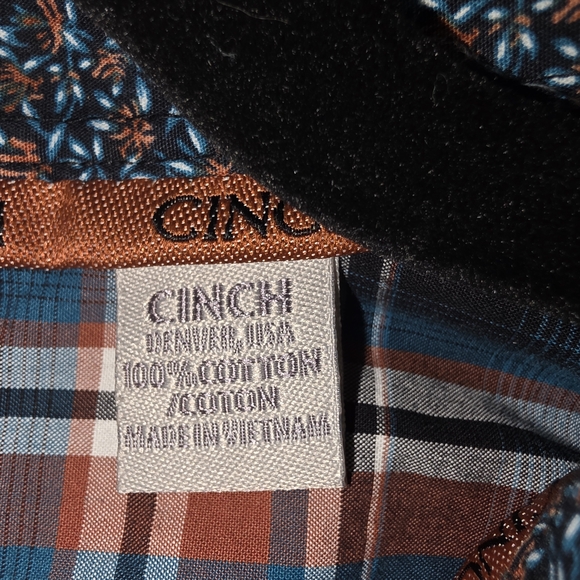 CINC
CINCH
DENVER, USA
100% COTTON
/COTON
MADE IN VIETNAM